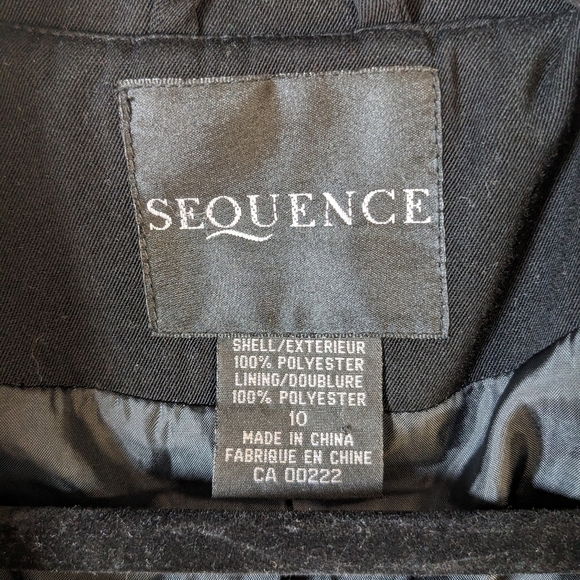 SEQUENCE
SHELL/EXTERIEUR
100% POLYESTER
LINING/DOUBLURE
100% POLYESTER
10
MADE IN CHINA
FABRIQUE EN CHINE
CA 00222